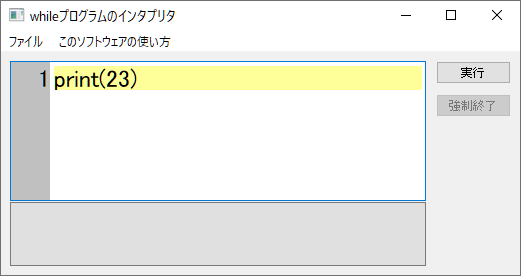 whileプログラムのインタプリタ
ファイル このソフトウェアの使い方
1 print(23)
実行
強制終了